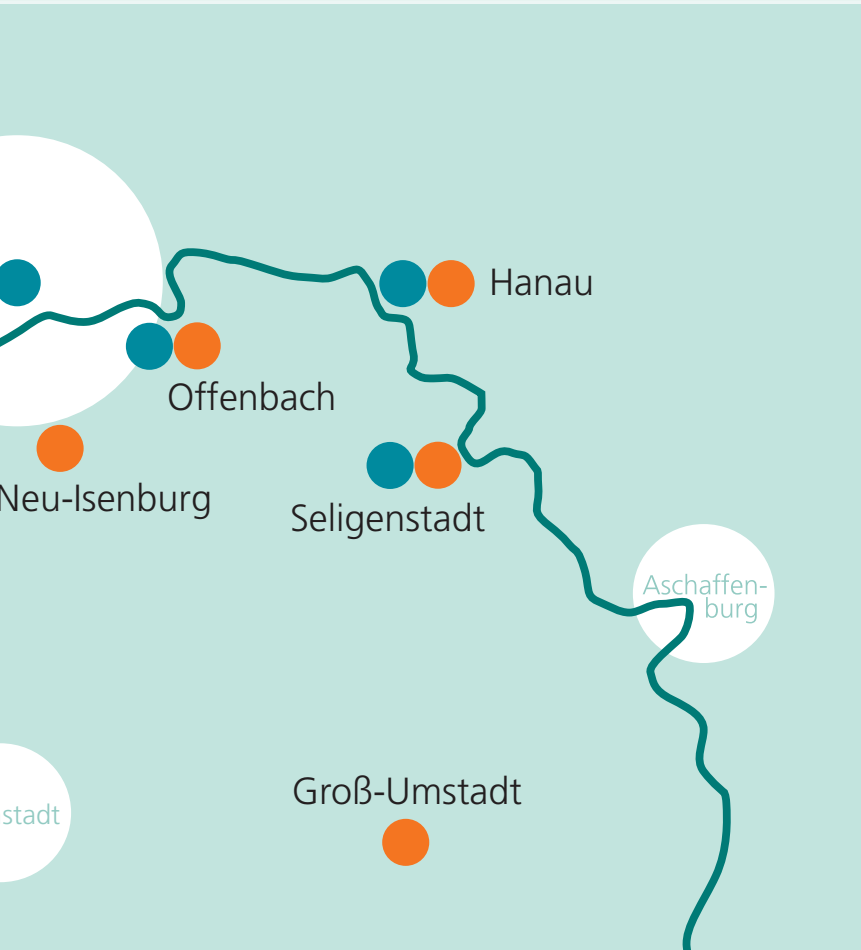 Hanau
Offenbach
Neu-Isenburg
Seligenstadt
Aschaffen-
burg
Groß-Umstadt
stadt